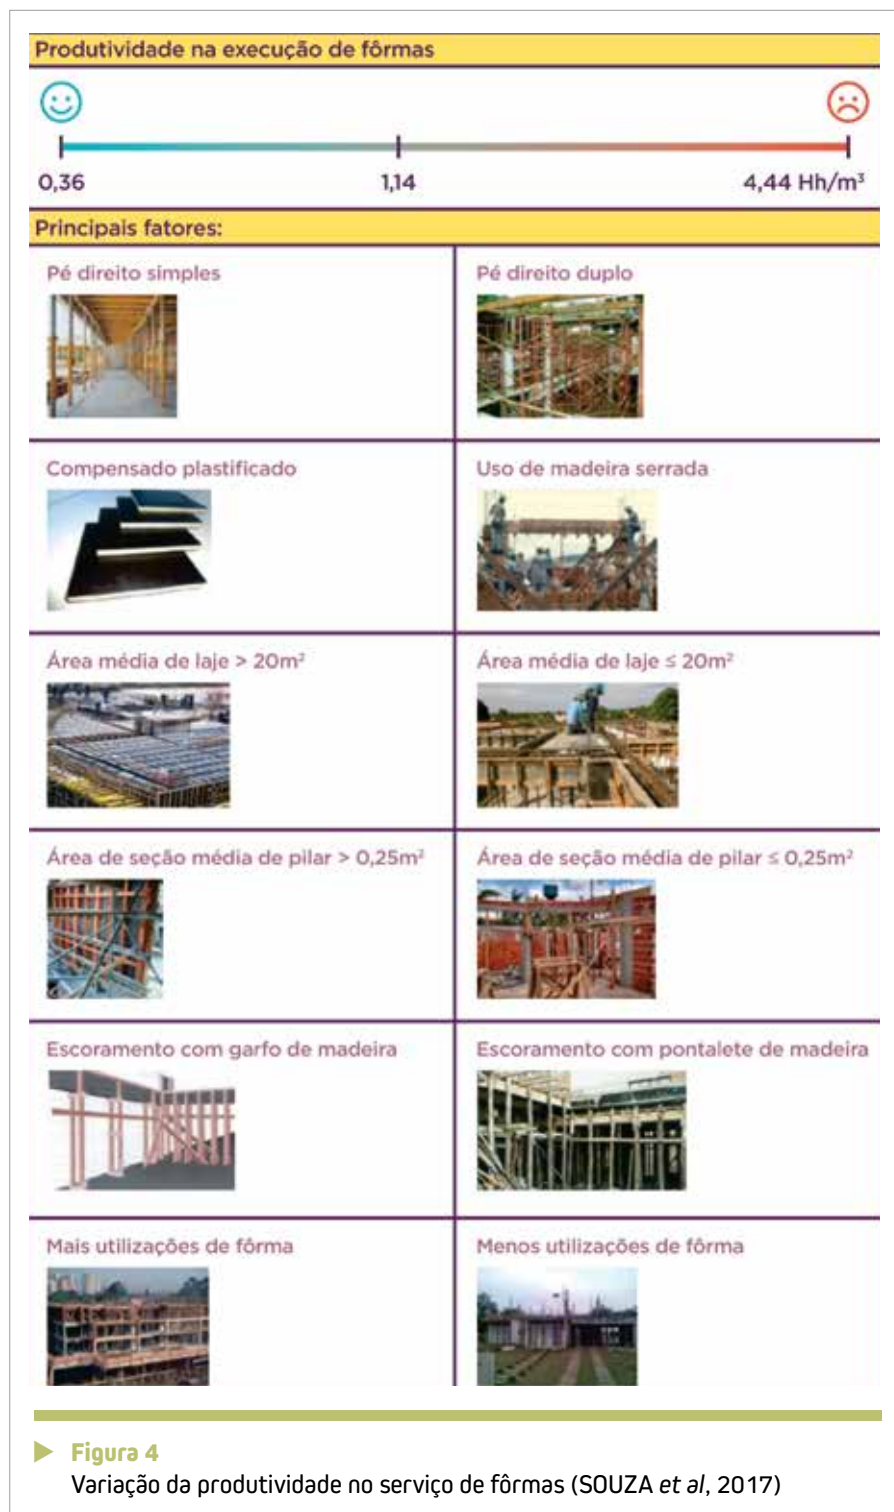 Produtividade na execução de fôrmas
0,36 1,14 4,44 Hh/m³
Principais fatores:
Pé direito simples Pé direito duplo
Compensado plastificado Uso de madeira serrada
Área média de laje > 20m² Área média de laje ≤ 20m²
Área de seção média de pilar > 0,25m² Área de seção média de pilar ≤ 0,25m²
Escoramento com garfo de madeira Escoramento com pontalete de madeira
Mais utilizações de fôrma Menos utilizações de fôrma
Figura 4
Variação da produtividade no serviço de fôrmas (SOUZA et al, 2017)